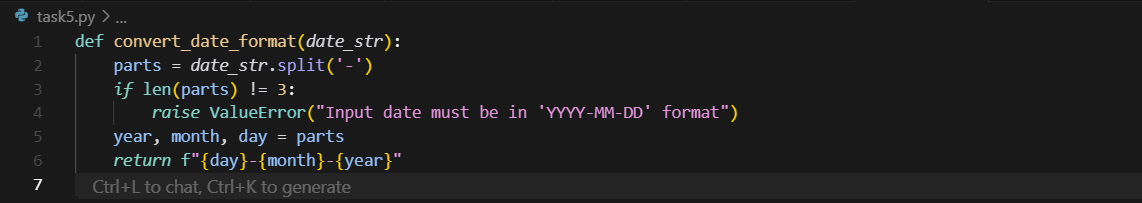 task5.py > ...
1 def convert_date_format(date_str):
2     parts = date_str.split('-')
3     if len(parts) != 3:
4         raise ValueError("Input date must be in 'YYYY-MM-DD' format")
5     year, month, day = parts
6     return f"{day}-{month}-{year}"
7 Ctrl+L to chat, Ctrl+K to generate